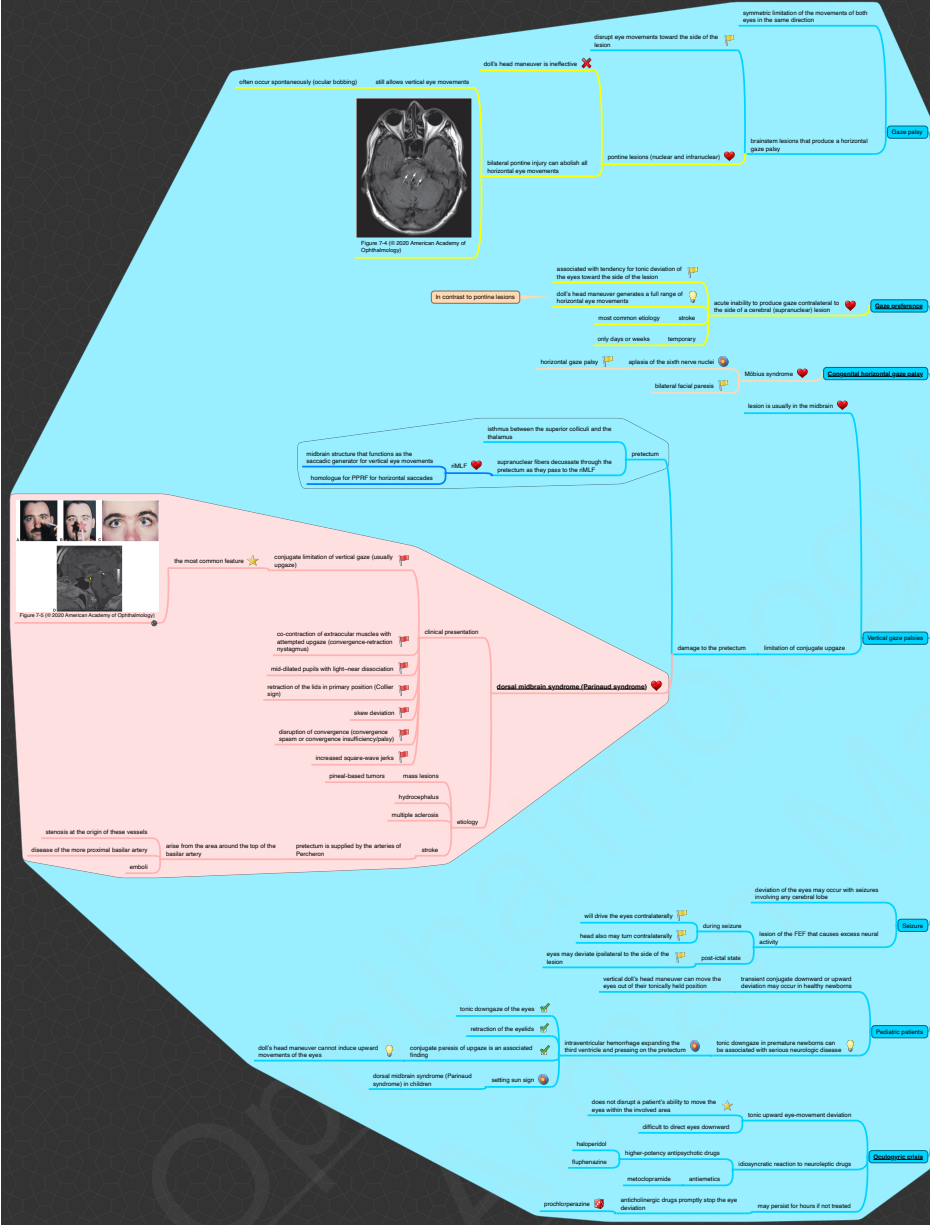 symmetric limitation of the movements of both
eyes in the same direction
disrupt eye movements toward the side of the
lesion
doll's head maneuver is ineffective
often occur spontaneously (ocular bobbing)
still allows vertical eye movements
Gaze palsy
brainstem lesions that produce a horizontal
gaze palsy
pontine lesions (nuclear and infranuclear)
bilateral pontine injury can abolish all
horizontal eye movements
Figure 7-4 (© 2020 American Academy of
Ophthalmology)
associated with tendency for tonic deviation of
the eyes toward the side of the lesion
In contrast to pontine lesions
doll's head maneuver generates a full range of
horizontal eye movements
acute inability to produce gaze contralateral to
the side of a cerebral (supranuclear) lesion
Gaze preference
most common etiology
stroke
only days or weeks
temporary
horizontal gaze palsy
aplasia of the sixth nerve nuclei
Möbius syndrome
Congenital horizontal gaze palsy
bilateral facial paresis
lesion is usually in the midbrain
isthmus between the superior colliculi and the
thalamus
midbrain structure that functions as the
saccadic generator for vertical eye movements
riMLF
supranuclear fibers decussate through the
pretectum as they pass to the riMLF
pretectum
homologue for PPRF for horizontal saccades
A
B
C
D
Figure 7-5 (© 2020 American Academy of Ophthalmology)
the most common feature
conjugate limitation of vertical gaze (usually
upgaze)
clinical presentation
co-contraction of extraocular muscles with
attempted upgaze (convergence-retraction
nystagmus)
mid-dilated pupils with light–near dissociation
retraction of the lids in primary position (Collier
sign)
skew deviation
disruption of convergence (convergence
spasm or convergence insufficiency/palsy)
increased square-wave jerks
dorsal midbrain syndrome (Parinaud syndrome)
damage to the pretectum
limitation of conjugate upgaze
Vertical gaze palsies
pineal-based tumors
mass lesions
hydrocephalus
multiple sclerosis
etiology
stenosis at the origin of these vessels
disease of the more proximal basilar artery
emboli
arise from the area around the top of the
basilar artery
pretectum is supplied by the arteries of
Percheron
stroke
deviation of the eyes may occur with seizures
involving any cerebral lobe
will drive the eyes contralaterally
during seizure
head also may turn contralaterally
Seizure
lesion of the FEF that causes excess neural
activity
eyes may deviate ipsilateral to the side of the
lesion
post-ictal state
vertical doll's head maneuver can move the
eyes out of their tonically held position
transient conjugate downward or upward
deviation may occur in healthy newborns
Pediatric patients
tonic downgaze of the eyes
retraction of the eyelids
doll's head maneuver cannot induce upward
movements of the eyes
conjugate paresis of upgaze is an associated
finding
intraventricular hemorrhage expanding the
third ventricle and pressing on the pretectum
tonic downgaze in premature newborns can
be associated with serious neurologic disease
dorsal midbrain syndrome (Parinaud
syndrome) in children
setting sun sign
does not disrupt a patient's ability to move the
eyes within the involved area
tonic upward eye-movement deviation
difficult to direct eyes downward
haloperidol
fluphenazine
higher-potency antipsychotic drugs
idiosyncratic reaction to neuroleptic drugs
Oculogyric crisis
metoclopramide
antiemetics
prochlorperazine
anticholinergic drugs promptly stop the eye
deviation
may persist for hours if not treated